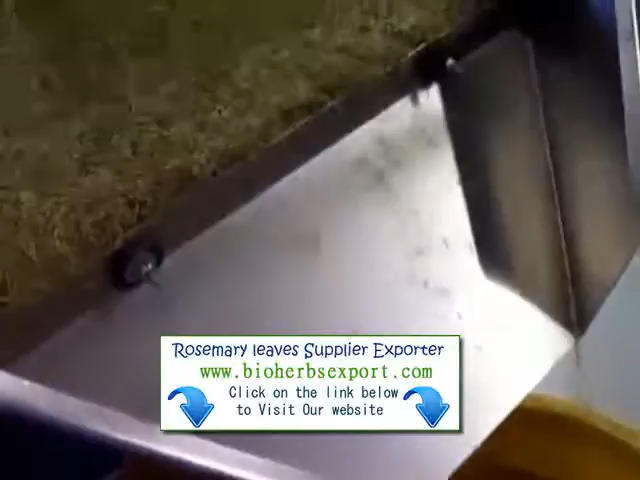 Rosemary leaves Supplier Exporter
www.bioherbsexport.com
Click on the link below
to Visit Our website